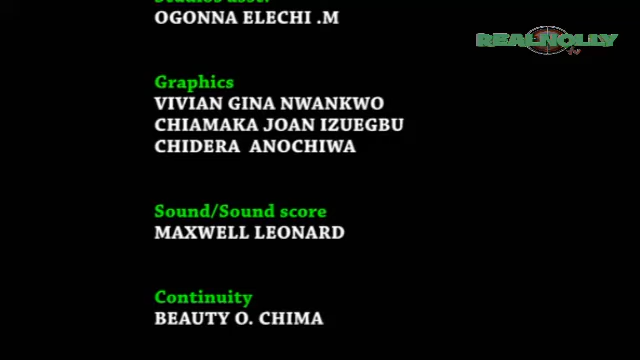 OGONNA ELECHI .M
REALNOLLY
tv
Graphics
VIVIAN GINA NWANKWO
CHIAMAKA JOAN IZUEGBU
CHIDERA ANOCHIWA
Sound/Sound score
MAXWELL LEONARD
Continuity
BEAUTY O. CHIMA